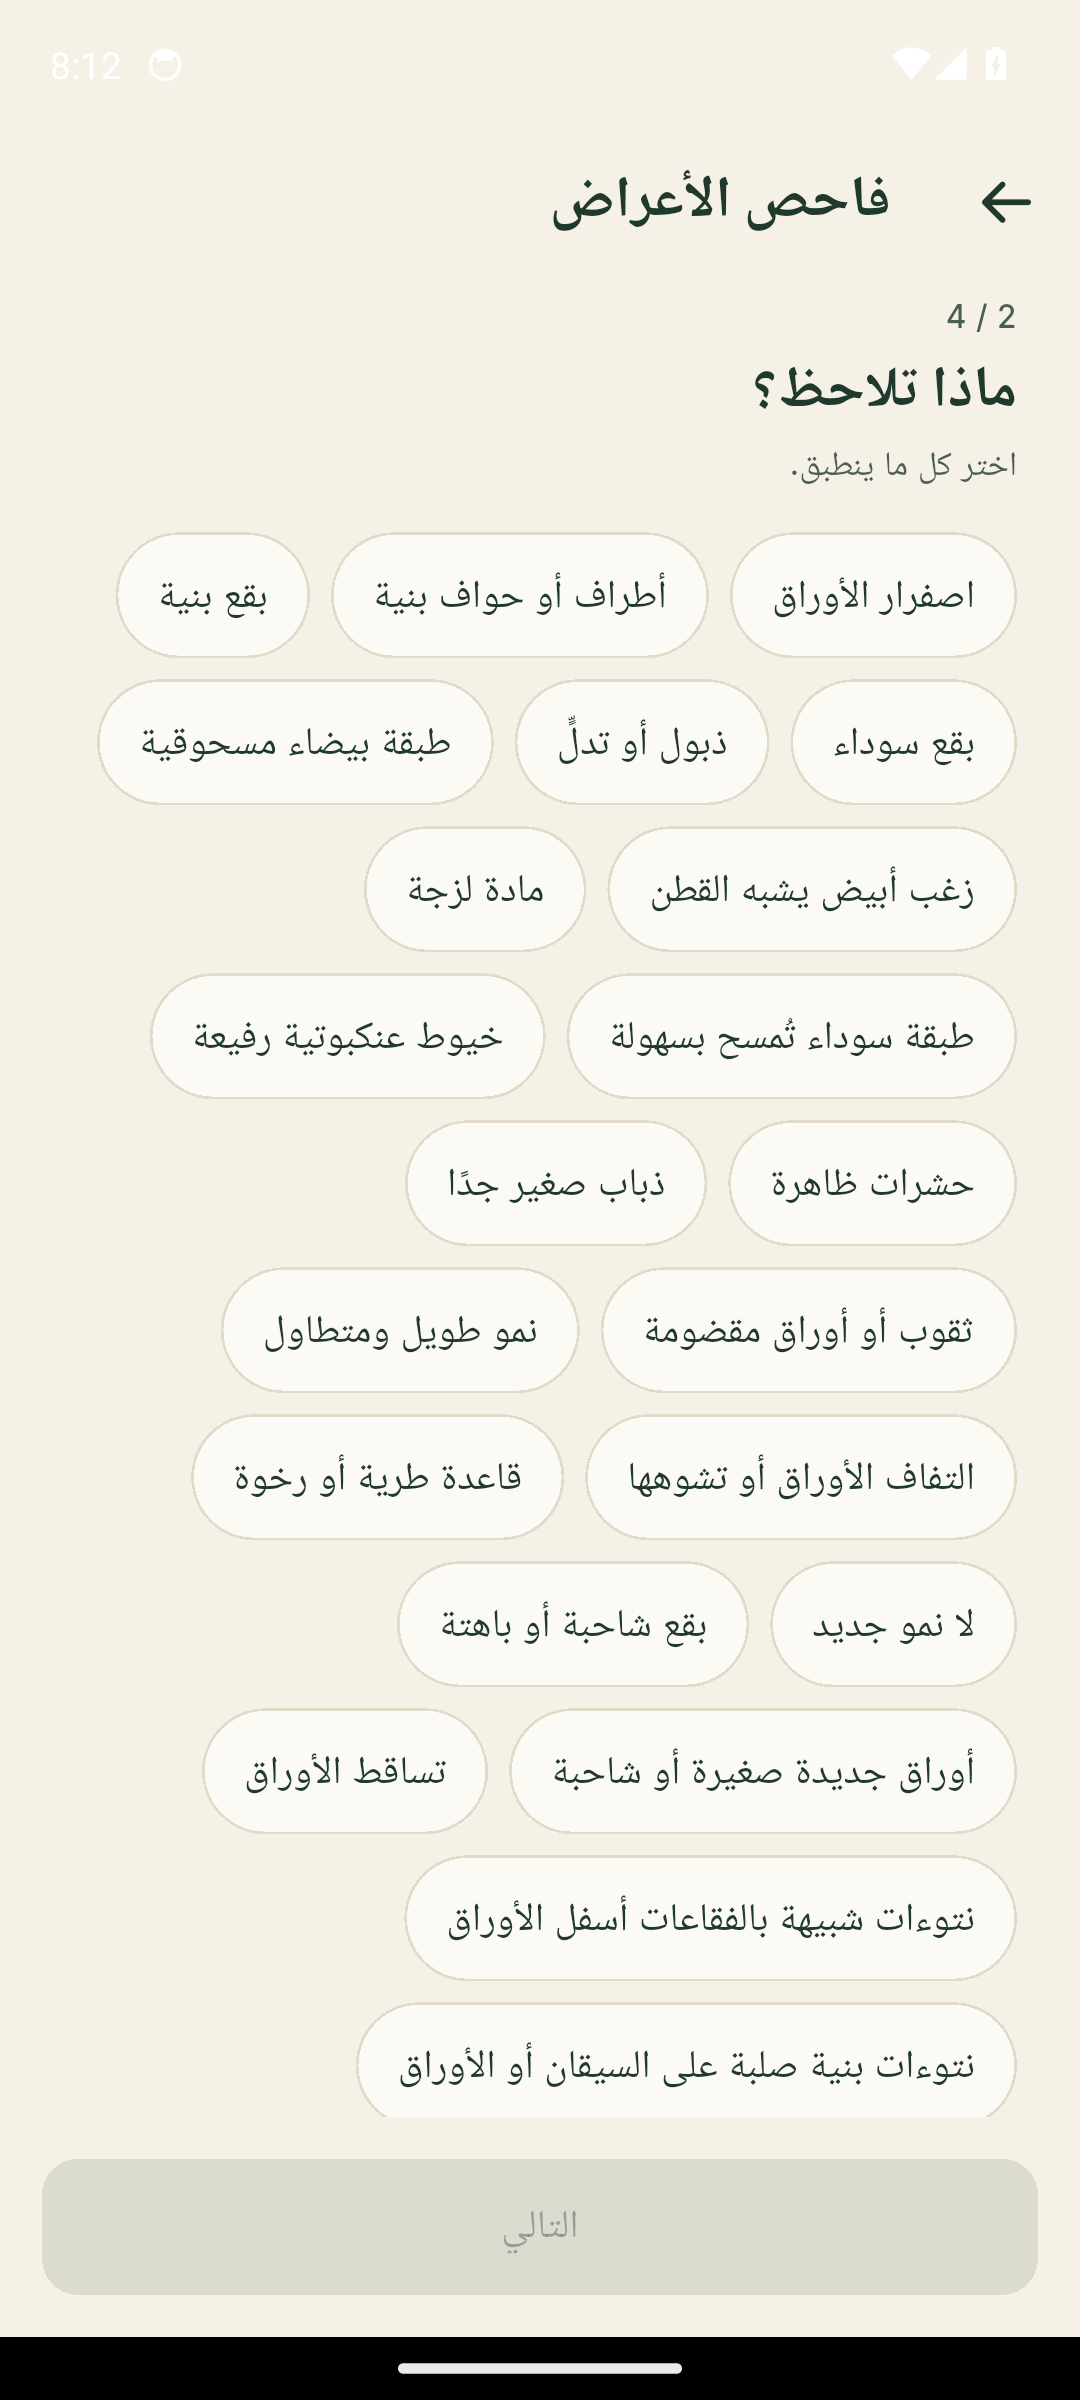 8:12
فاحص الأعراض
4 / 2
ماذا تلاحظ؟
اختر كل ما ينطبق.
اصفرار الأوراق
أطراف أو حواف بنية
بقع بنية
بقع سوداء
ذبول أو تدلٍّ
طبقة بيضاء مسحوقية
زغب أبيض يشبه القطن
مادة لزجة
طبقة سوداء تُمسح بسهولة
خيوط عنكبوتية رفيعة
حشرات ظاهرة
ذباب صغير جدًا
ثقوب أو أوراق مقضومة
نمو طويل ومتطاول
التفاف الأوراق أو تشوهها
قاعدة طرية أو رخوة
لا نمو جديد
بقع شاحبة أو باهتة
أوراق جديدة صغيرة أو شاحبة
تساقط الأوراق
نتوءات شبيهة بالفقاعات أسفل الأوراق
نتوءات بنية صلبة على السيقان أو الأوراق
التالي